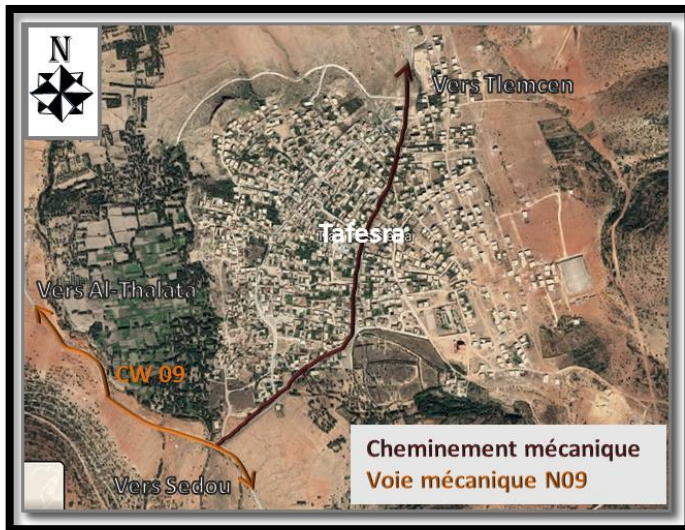 N
Vers Tlemcen
Tafesra
Vers Al-Thalata
CW 09
Vers Sedou
Cheminement mécanique
Voie mécanique N09